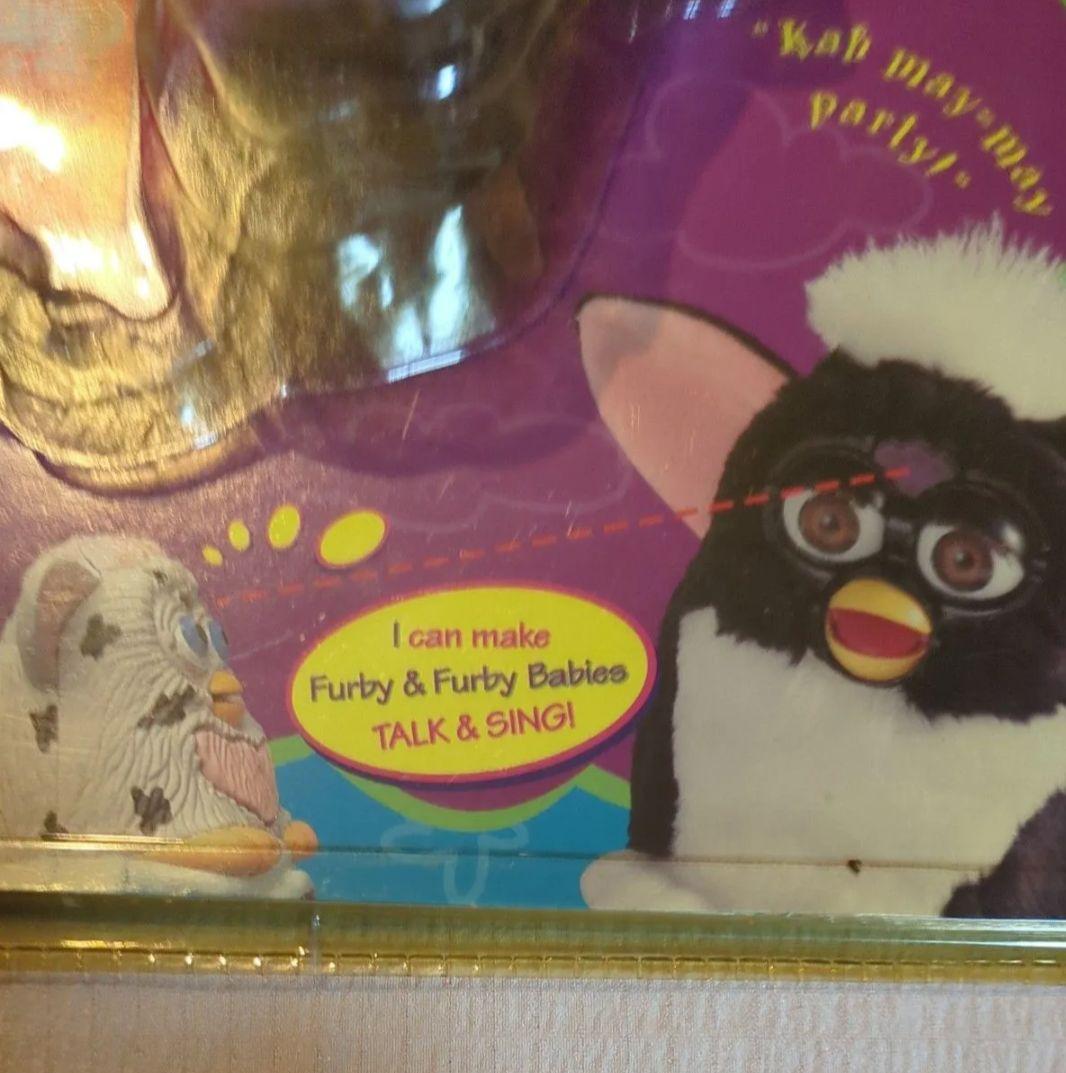 "Kah may-may
party!"
I can make
Furby & Furby Babies
TALK & SING!